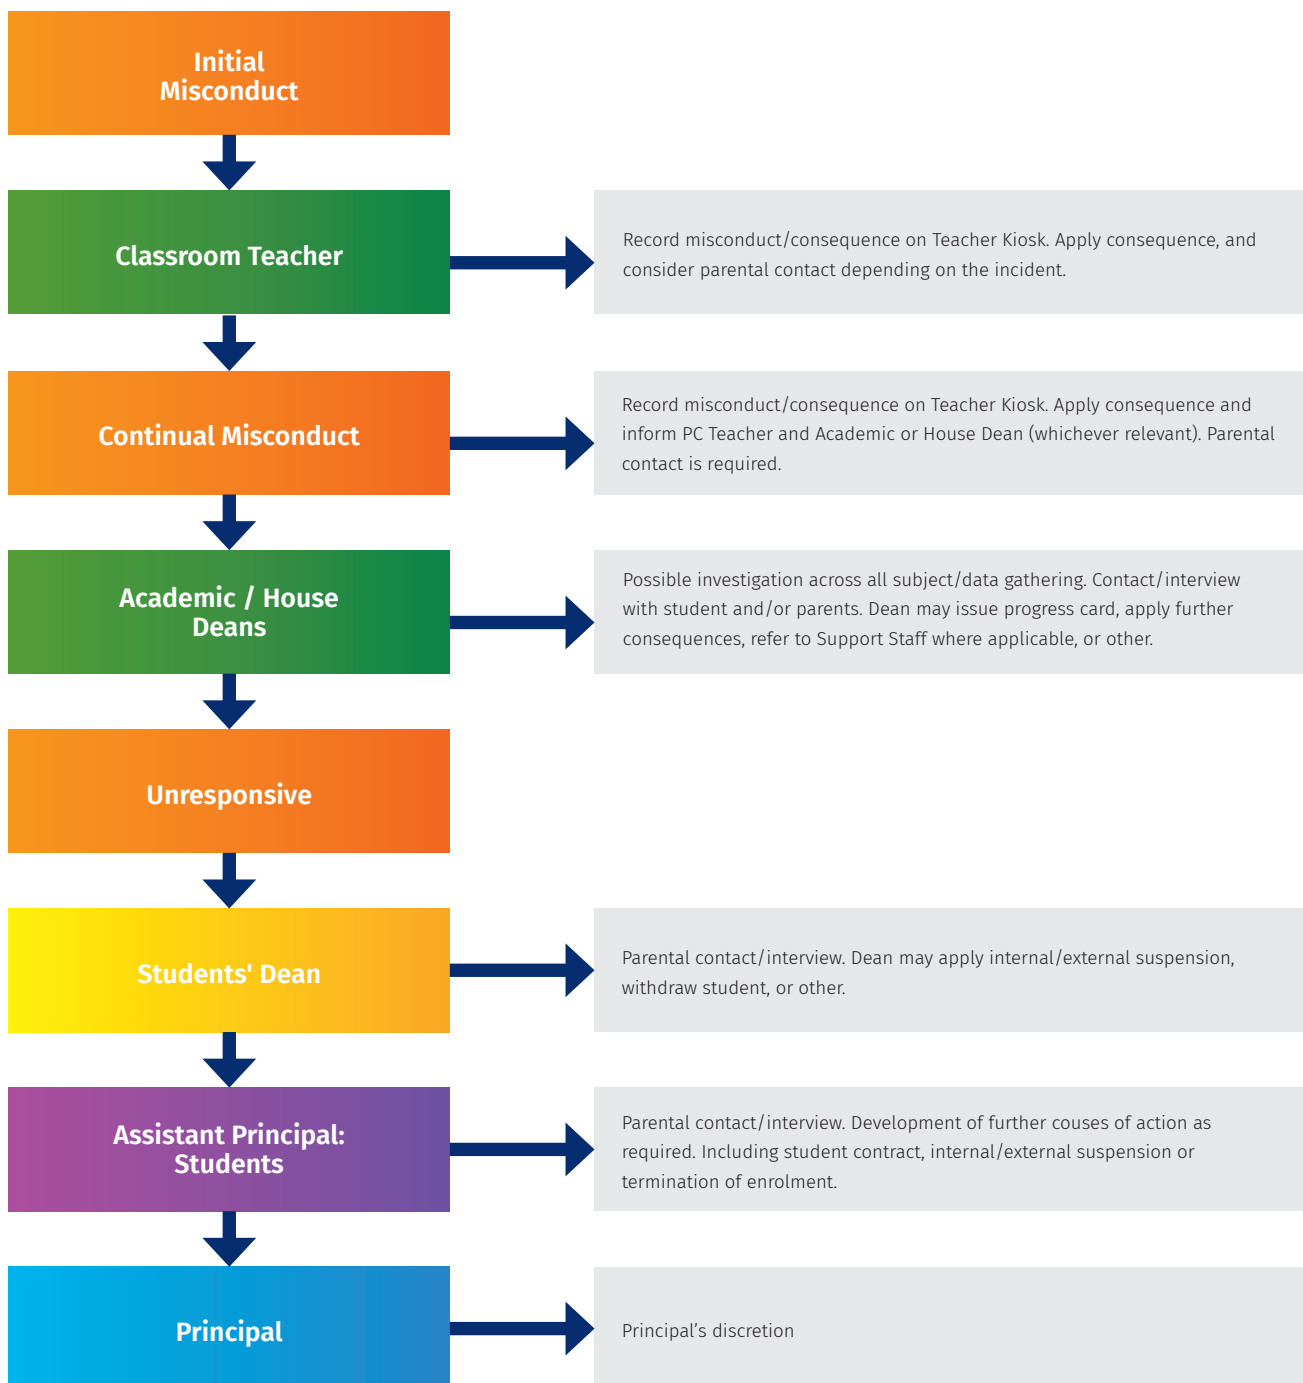 Initial
Misconduct
Classroom Teacher
Record misconduct/consequence on Teacher Kiosk. Apply consequence, and
consider parental contact depending on the incident.
Continual Misconduct
Record misconduct/consequence on Teacher Kiosk. Apply consequence and
inform PC Teacher and Academic or House Dean (whichever relevant). Parental
contact is required.
Academic / House
Deans
Possible investigation across all subject/data gathering. Contact/interview
with student and/or parents. Dean may issue progress card, apply further
consequences, refer to Support Staff where applicable, or other.
Unresponsive
Students' Dean
Parental contact/interview. Dean may apply internal/external suspension,
withdraw student, or other.
Assistant Principal:
Students
Parental contact/interview. Development of further couses of action as
required. Including student contract, internal/external suspension or
termination of enrolment.
Principal
Principal’s discretion